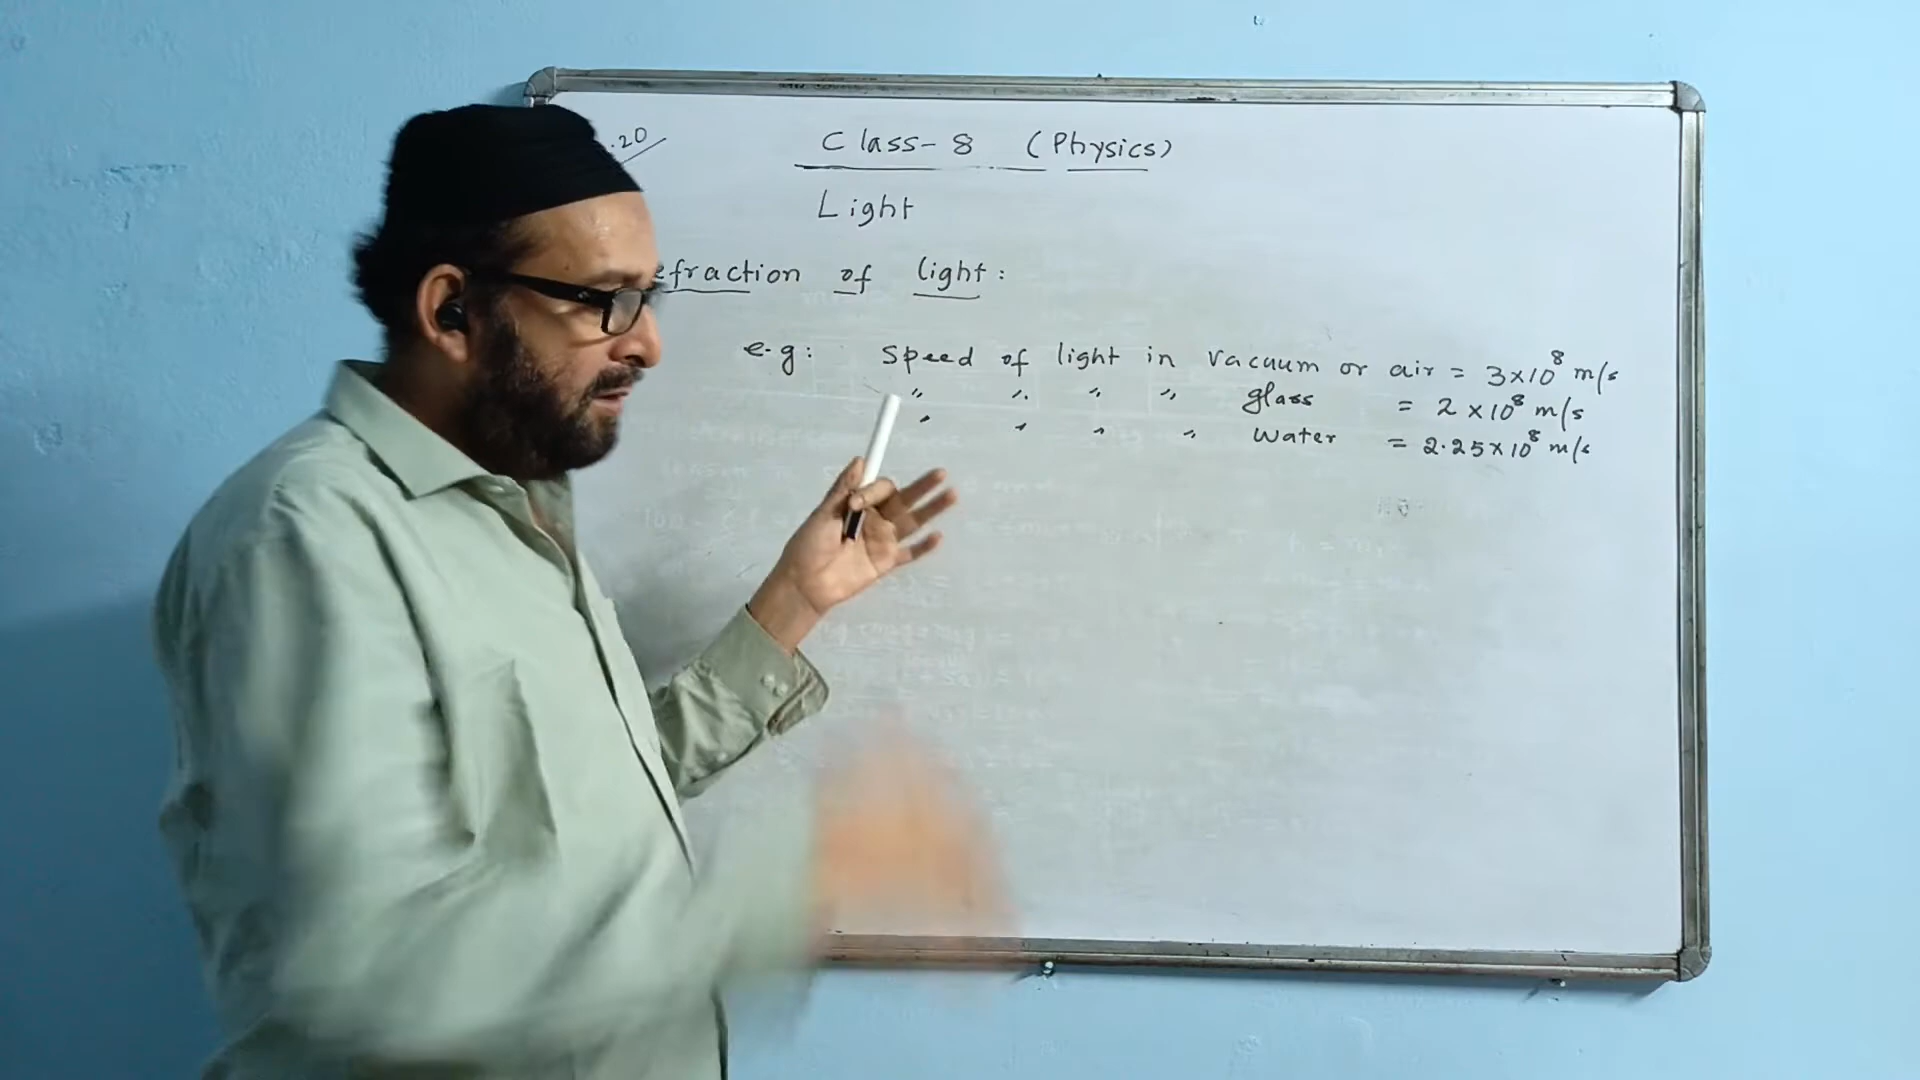 .20
Class-8 (Physics)
Light
efraction of light:
e.g: Speed of light in vacuum or air = 3×10⁸ m/s
" " " " glass = 2×10⁸ m/s
" " " " water = 2.25×10⁸ m/s